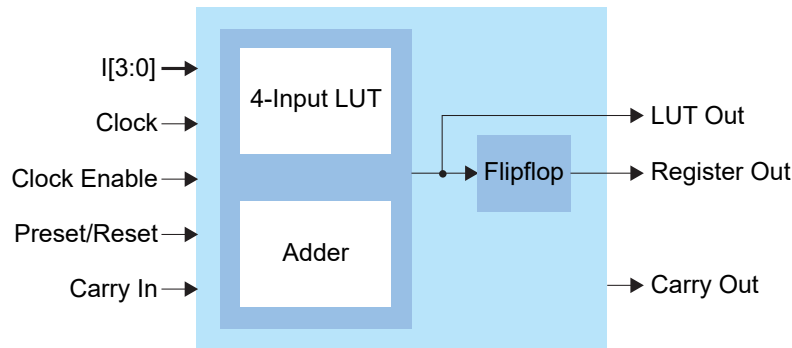 I[3:0]
Clock
Clock Enable
Preset/Reset
Carry In
4-Input LUT
Adder
Flipflop
LUT Out
Register Out
Carry Out